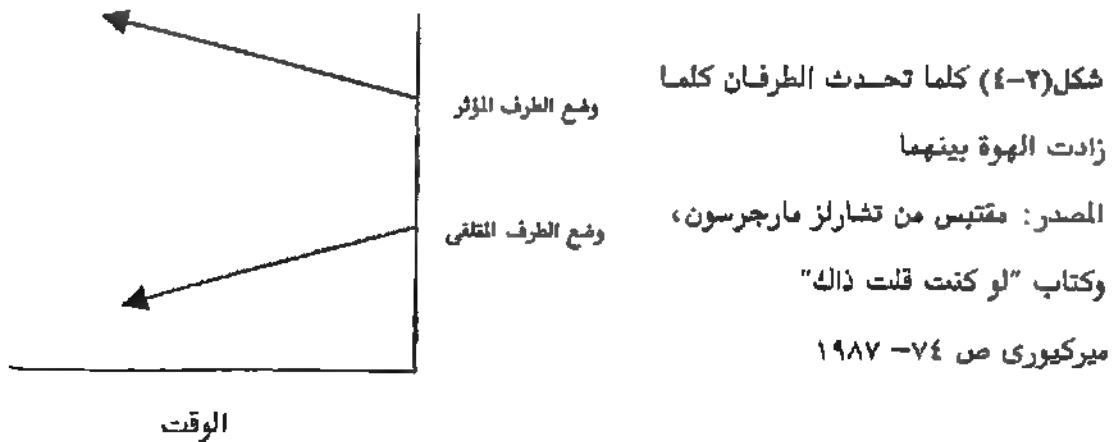 شكل(٢-٤) كلما تحدث الطرفان كلما
زادت الهوة بينهما
المصدر: مقتبس من تشارلز مارجرسون،
وكتاب "لو كنت قلت ذاك"
ميركيورى ص ٧٤- ١٩٨٧
وضع الطرف المؤثر
وضع الطرف المتلقى
الوقت